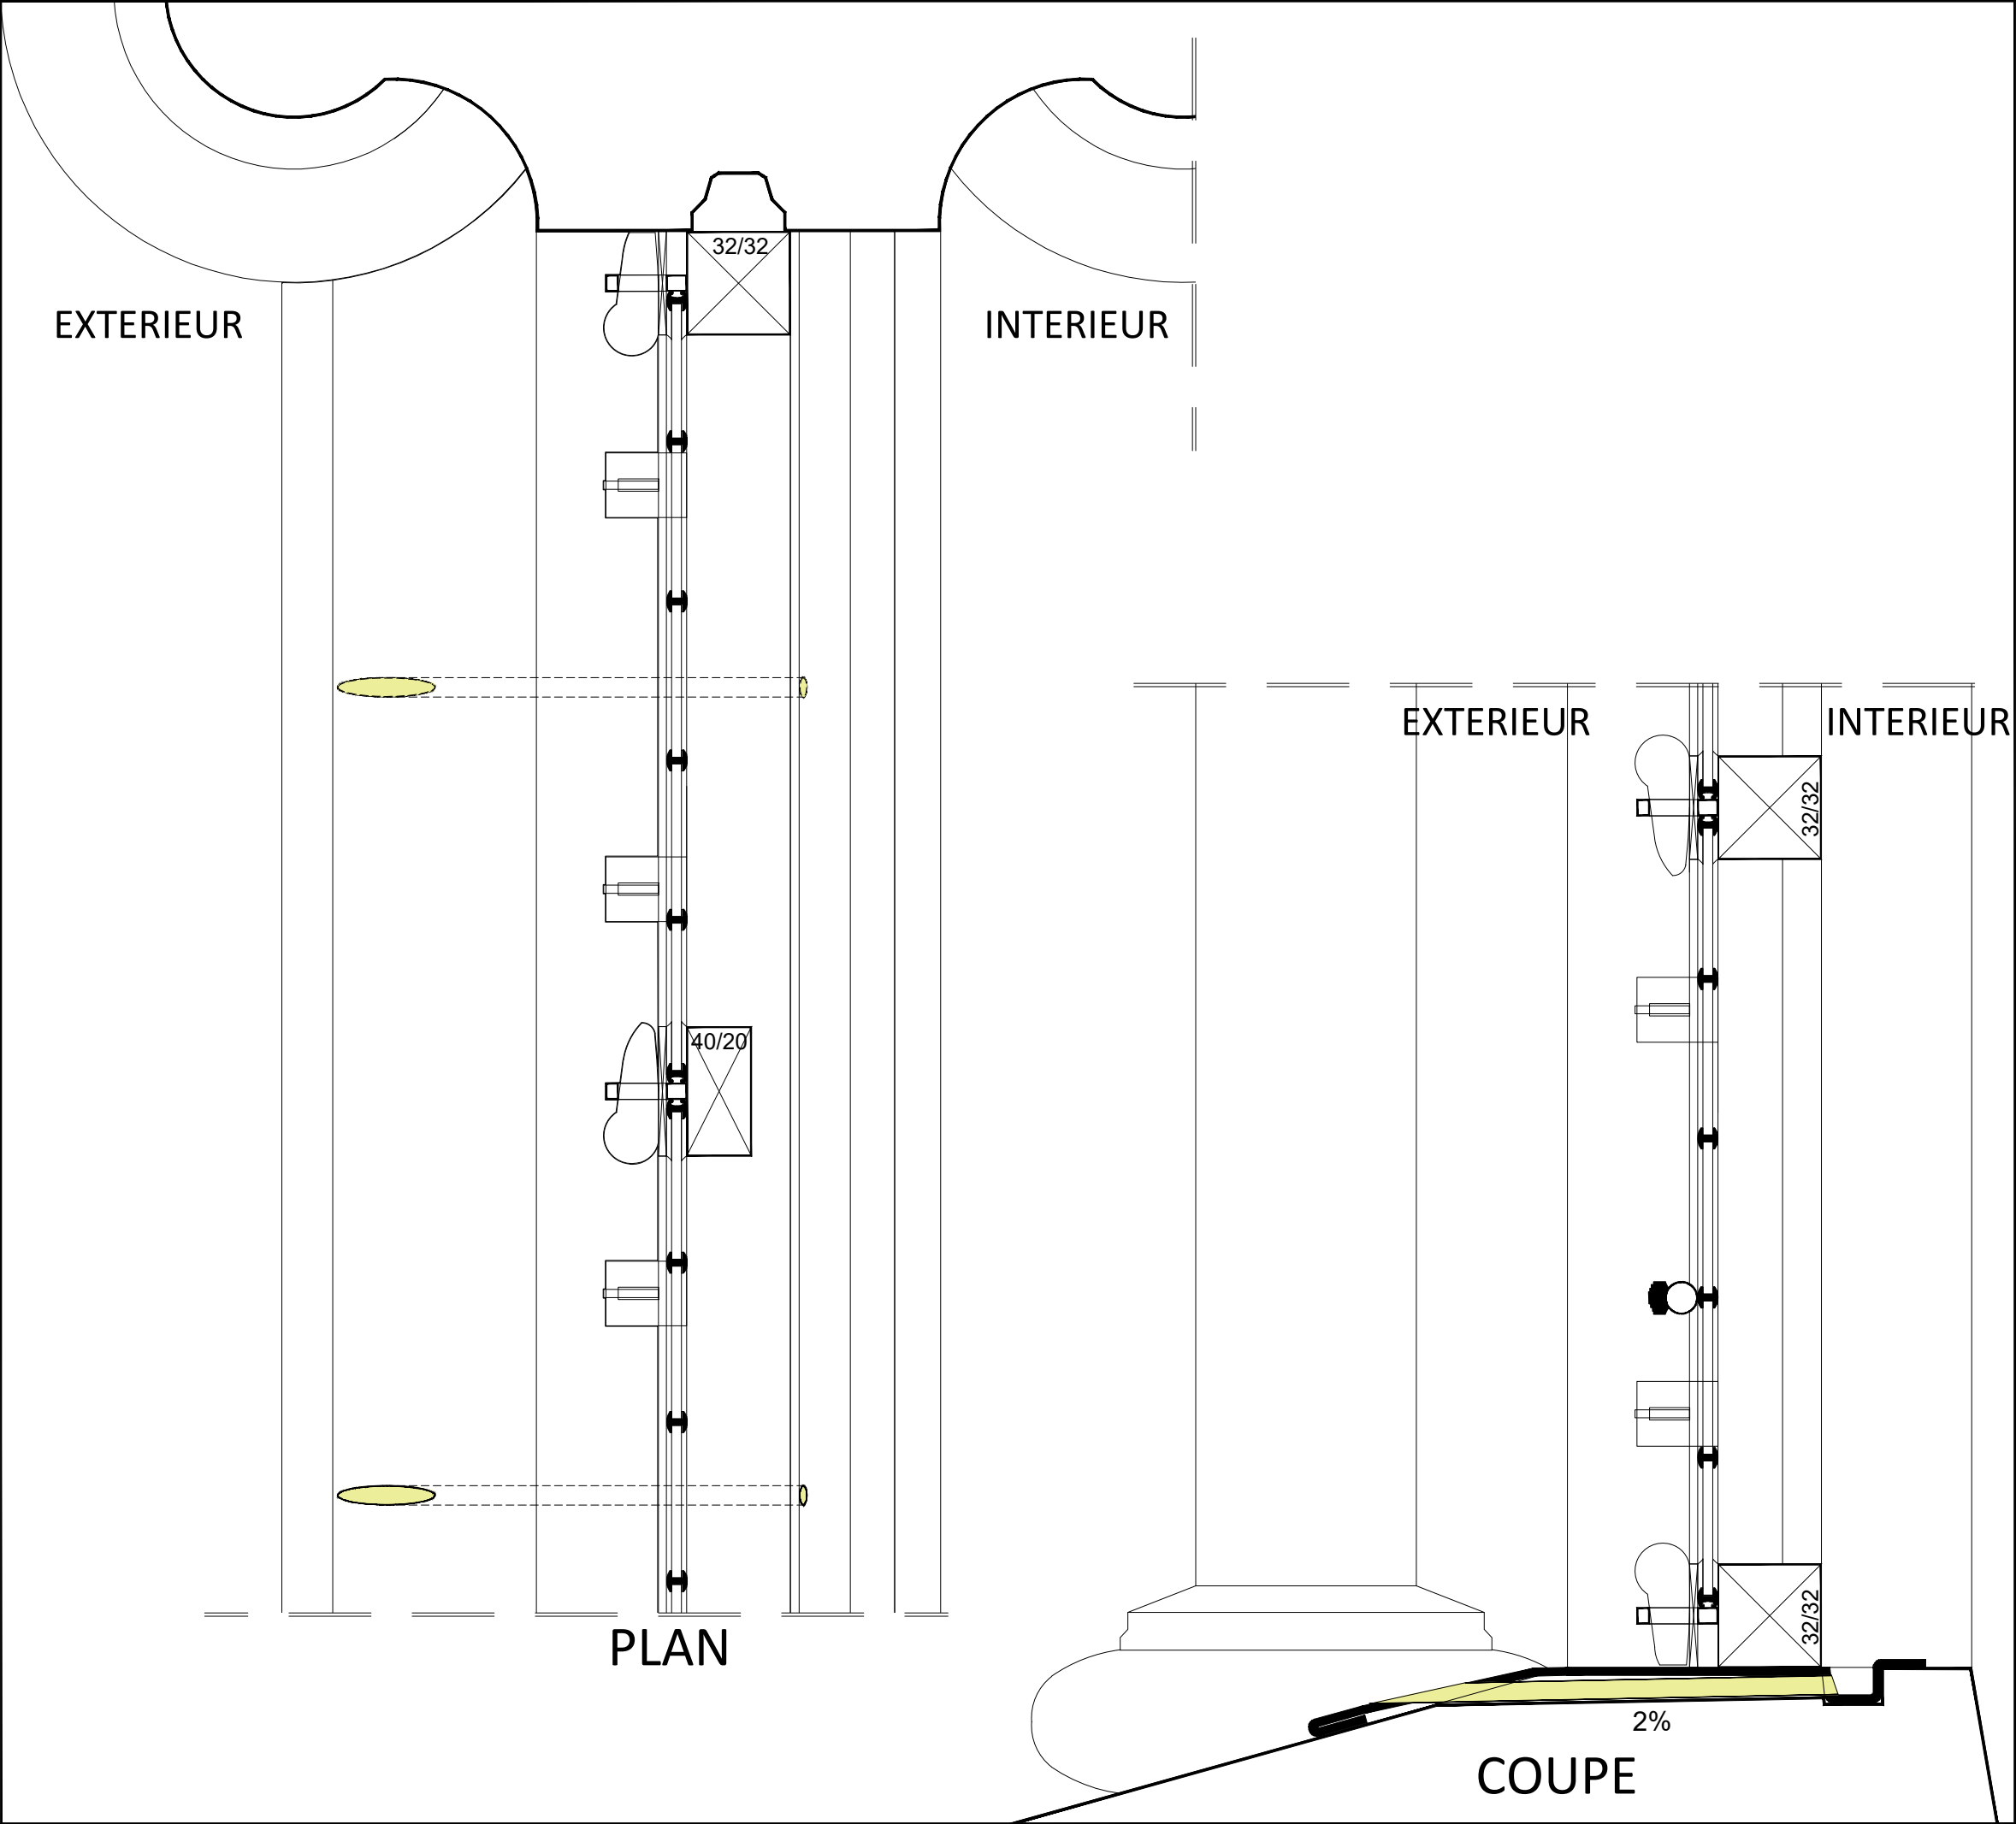 32/32
EXTERIEUR
INTERIEUR
40/20
PLAN
EXTERIEUR
INTERIEUR
32/32
32/32
2%
COUPE